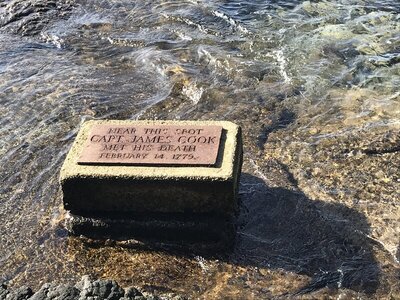 NEAR THIS SPOT
CAPT. JAMES COOK
MET HIS DEATH
FEBRUARY 14, 1779.